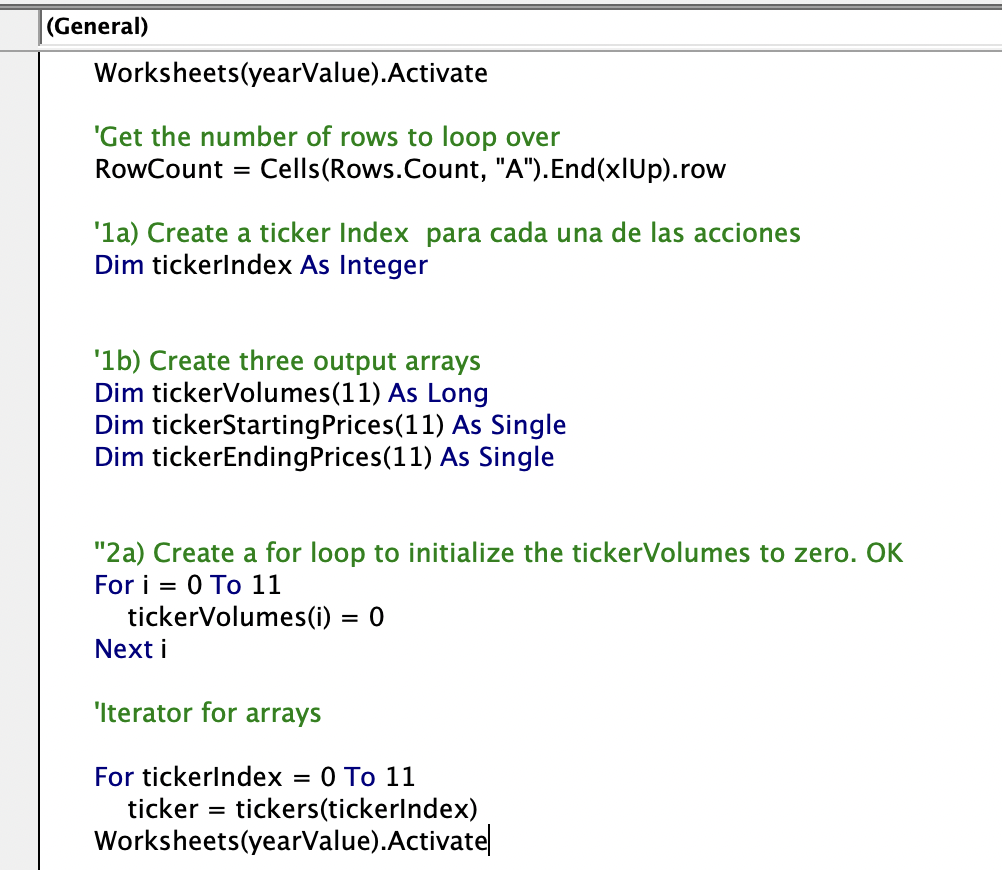 (General)
Worksheets(yearValue).Activate
'Get the number of rows to loop over
RowCount = Cells(Rows.Count, "A").End(xlUp).row
'1a) Create a ticker Index  para cada una de las acciones
Dim tickerIndex As Integer
'1b) Create three output arrays
Dim tickerVolumes(11) As Long
Dim tickerStartingPrices(11) As Single
Dim tickerEndingPrices(11) As Single
''2a) Create a for loop to initialize the tickerVolumes to zero. OK
For i = 0 To 11
tickerVolumes(i) = 0
Next i
'Iterator for arrays
For tickerIndex = 0 To 11
ticker = tickers(tickerIndex)
Worksheets(yearValue).Activate